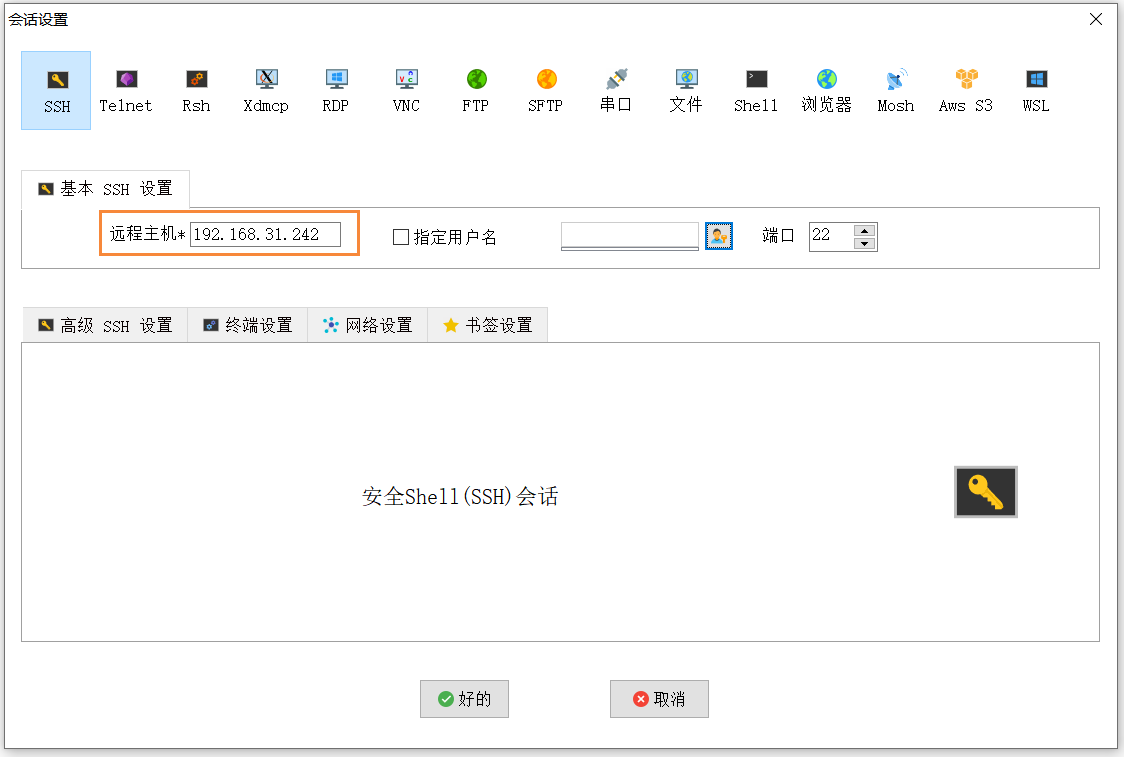 会话设置
SSH Telnet Rsh Xdmcp RDP VNC FTP SFTP 串口 文件 Shell 浏览器 Mosh Aws S3 WSL
基本 SSH 设置
远程主机* 192.168.31.242 指定用户名 端口 22
高级 SSH 设置 终端设置 网络设置 书签设置
安全Shell(SSH)会话
好的 取消